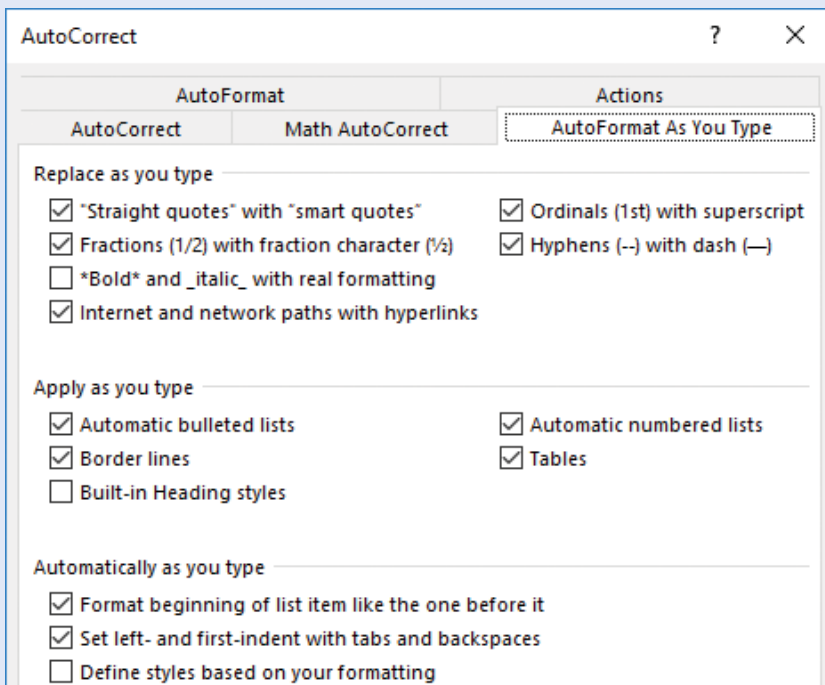 AutoCorrect ?
AutoFormat Actions
AutoCorrect Math AutoCorrect AutoFormat As You Type
Replace as you type
"Straight quotes" with “smart quotes” Ordinals (1st) with superscript
Fractions (1/2) with fraction character (½) Hyphens (--) with dash (—)
*Bold* and _italic_ with real formatting
Internet and network paths with hyperlinks
Apply as you type
Automatic bulleted lists Automatic numbered lists
Border lines Tables
Built-in Heading styles
Automatically as you type
Format beginning of list item like the one before it
Set left- and first-indent with tabs and backspaces
Define styles based on your formatting